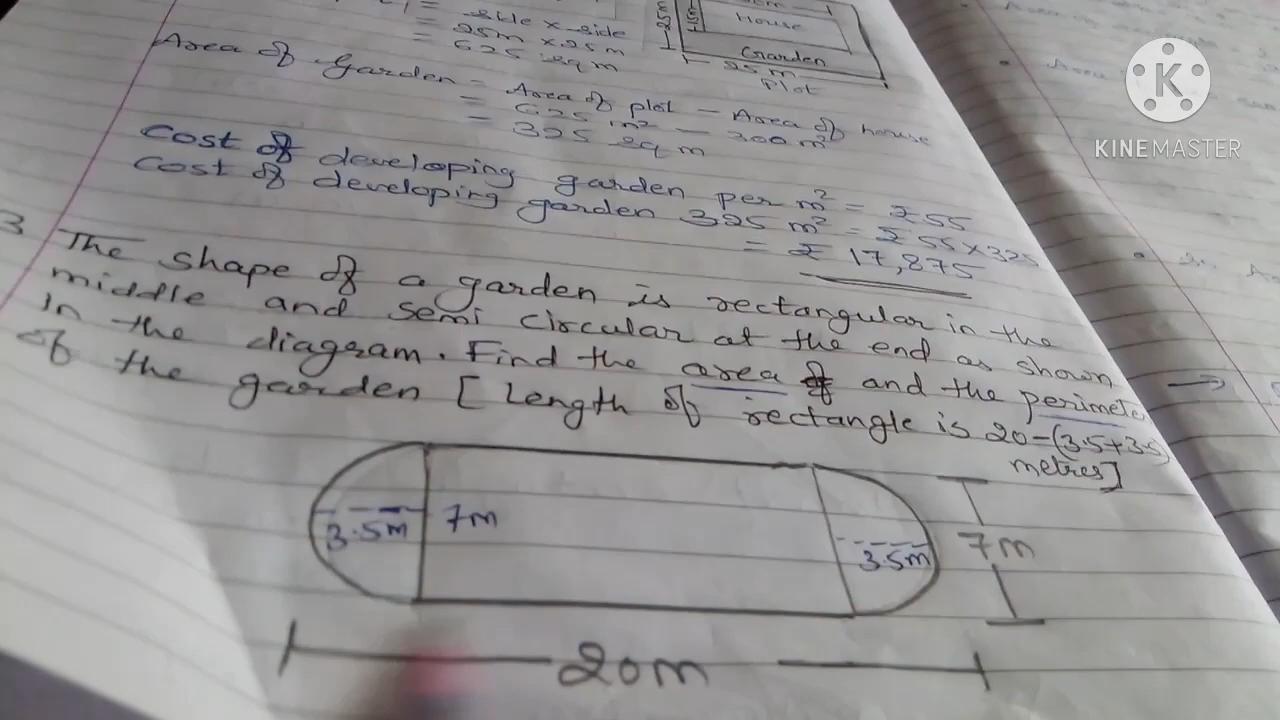 = side x side
= 25m x 25m
= 625 sq m
House
Garden
25 m
Plot
Area of Garden = Area of plot - Area of house
= 625 m² - 300 m²
= 325 sq m
Cost of developing garden per m² = ₹55
Cost of developing garden 325 m² = ₹55x325
= ₹ 17,875
3 The shape of a garden is rectangular in the
middle and semi circular at the end as shown
in the diagram. Find the area and the perimeter
of the garden [Length of rectangle is 20-(3.5+3.5)
metres]
3.5m
7m
3.5m
7m
20m
KINEMASTER